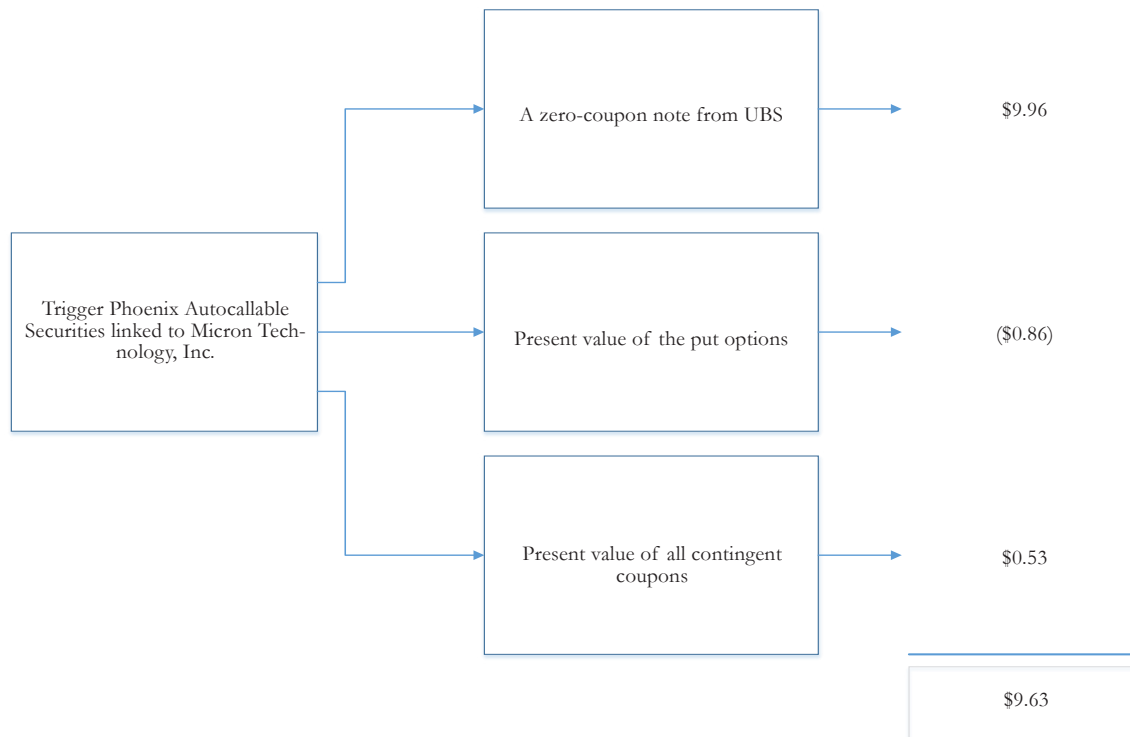 A zero-coupon note from UBS
$9.96
Trigger Phoenix Autocallable
Securities linked to Micron Tech-
nology, Inc.
Present value of the put options
($0.86)
Present value of all contingent
coupons
$0.53
$9.63